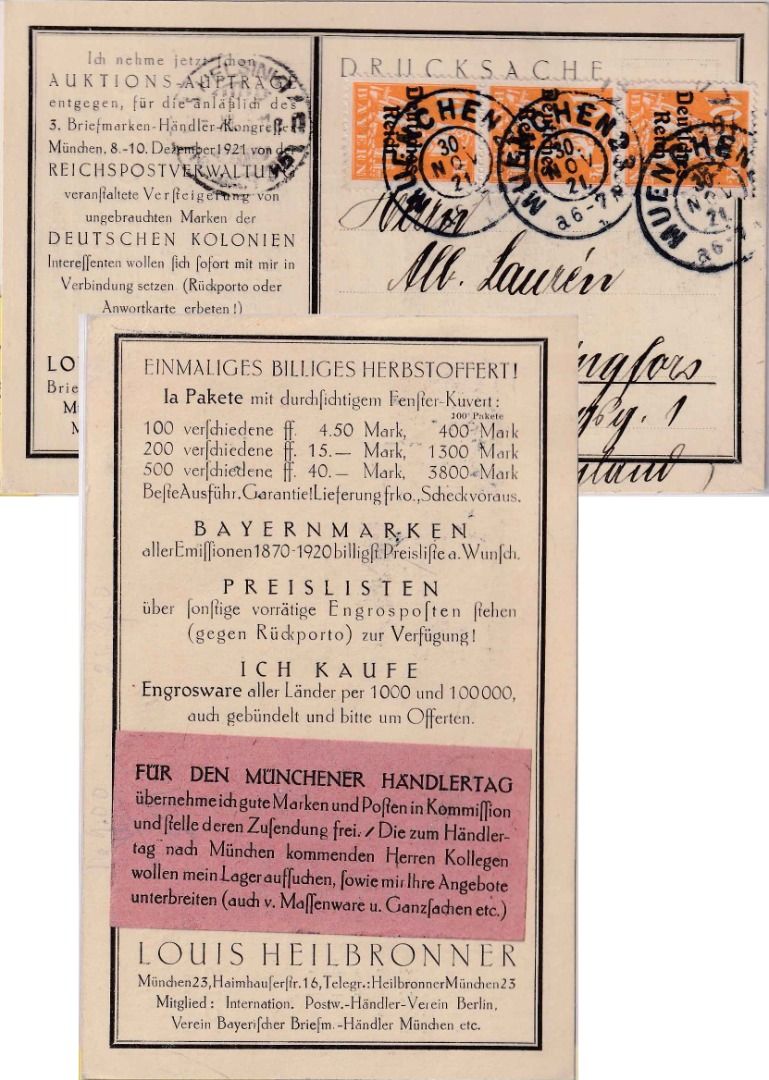 Ich nehme jetzt ſchon
AUKTIONS-AUFTRÄGE
entgegen, für die anläßlich des
3. Briefmarken-Händler-Kongreſſes
München, 8.-10. Dezember 1921 von der
REICHSPOSTVERWALTUNG
veranſtaltete Verſteigerung von
ungebrauchten Marken der
DEUTSCHEN KOLONIEN
Intereſſenten wollen ſich ſofort mit mir in
Verbindung setzen (Rückporto oder
Anwortkarte erbeten!)
LO
Brie
M
DRUCKSACHE
Deutſches Reich
BAYERN
MUENCHEN 23
30 NOV 21
a 6-7
Herrn
Alb. Laurén
ngfors
1
land
EINMALIGES BILLIGES HERBSTOFFERT!
Ia Pakete mit durchſichtigem Fenſter-Kuvert:
100 Pakete
100 verſchiedene ff. 4.50 Mark, 400 Mark
200 verſchiedene ff. 15.— Mark, 1300 Mark
500 verſchiedene ff. 40.— Mark, 3800 Mark
Beſte Ausführ. Garantie! Lieferung frko., Scheck voraus.
BAYERNMARKEN
aller Emiſſionen 1870-1920 billigſt. Preisliſte a. Wunſch.
PREISLISTEN
über ſonſtige vorrätige Engrospoſten ſtehen
(gegen Rückporto) zur Verfügung!
ICH KAUFE
Engrosware aller Länder per 1000 und 100000,
auch gebündelt und bitte um Offerten.
FÜR DEN MÜNCHENER HÄNDLERTAG
übernehme ich gute Marken und Poſten in Kommiſſion
und ſtelle deren Zuſendung frei. / Die zum Händler-
tag nach München kommenden Herren Kollegen
wollen mein Lager aufſuchen, ſowie mir Ihre Angebote
unterbreiten (auch v. Maſſenware u. Ganzſachen etc.)
LOUIS HEILBRONNER
München 23, Haimhauſerſtr. 16, Telegr.: Heilbronner München 23
Mitglied: Internation. Postw.-Händler-Verein Berlin,
Verein Bayeriſcher Briefm.-Händler München etc.